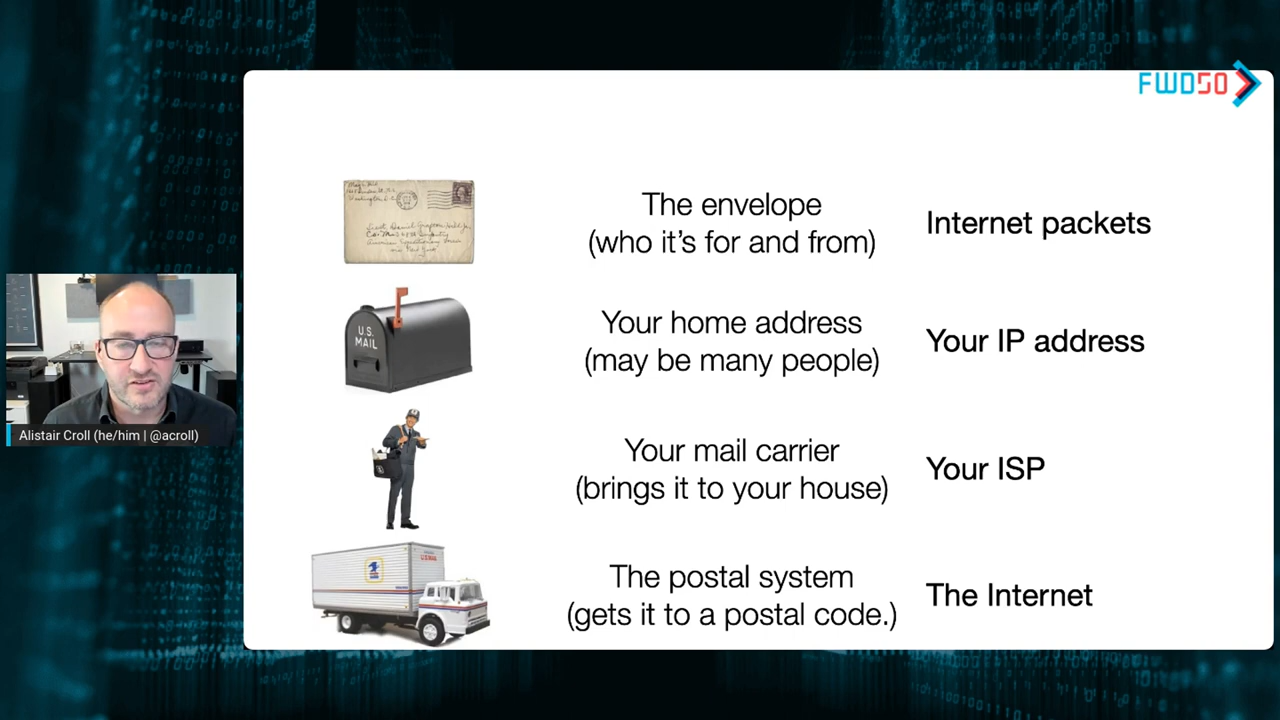 FWD50
The envelope
(who it's for and from)
Internet packets
U.S.
MAIL
Your home address
(may be many people)
Your IP address
Alistair Croll (he/him | @acroll)
Your mail carrier
(brings it to your house)
Your ISP
U.S. MAIL
The postal system
(gets it to a postal code.)
The Internet